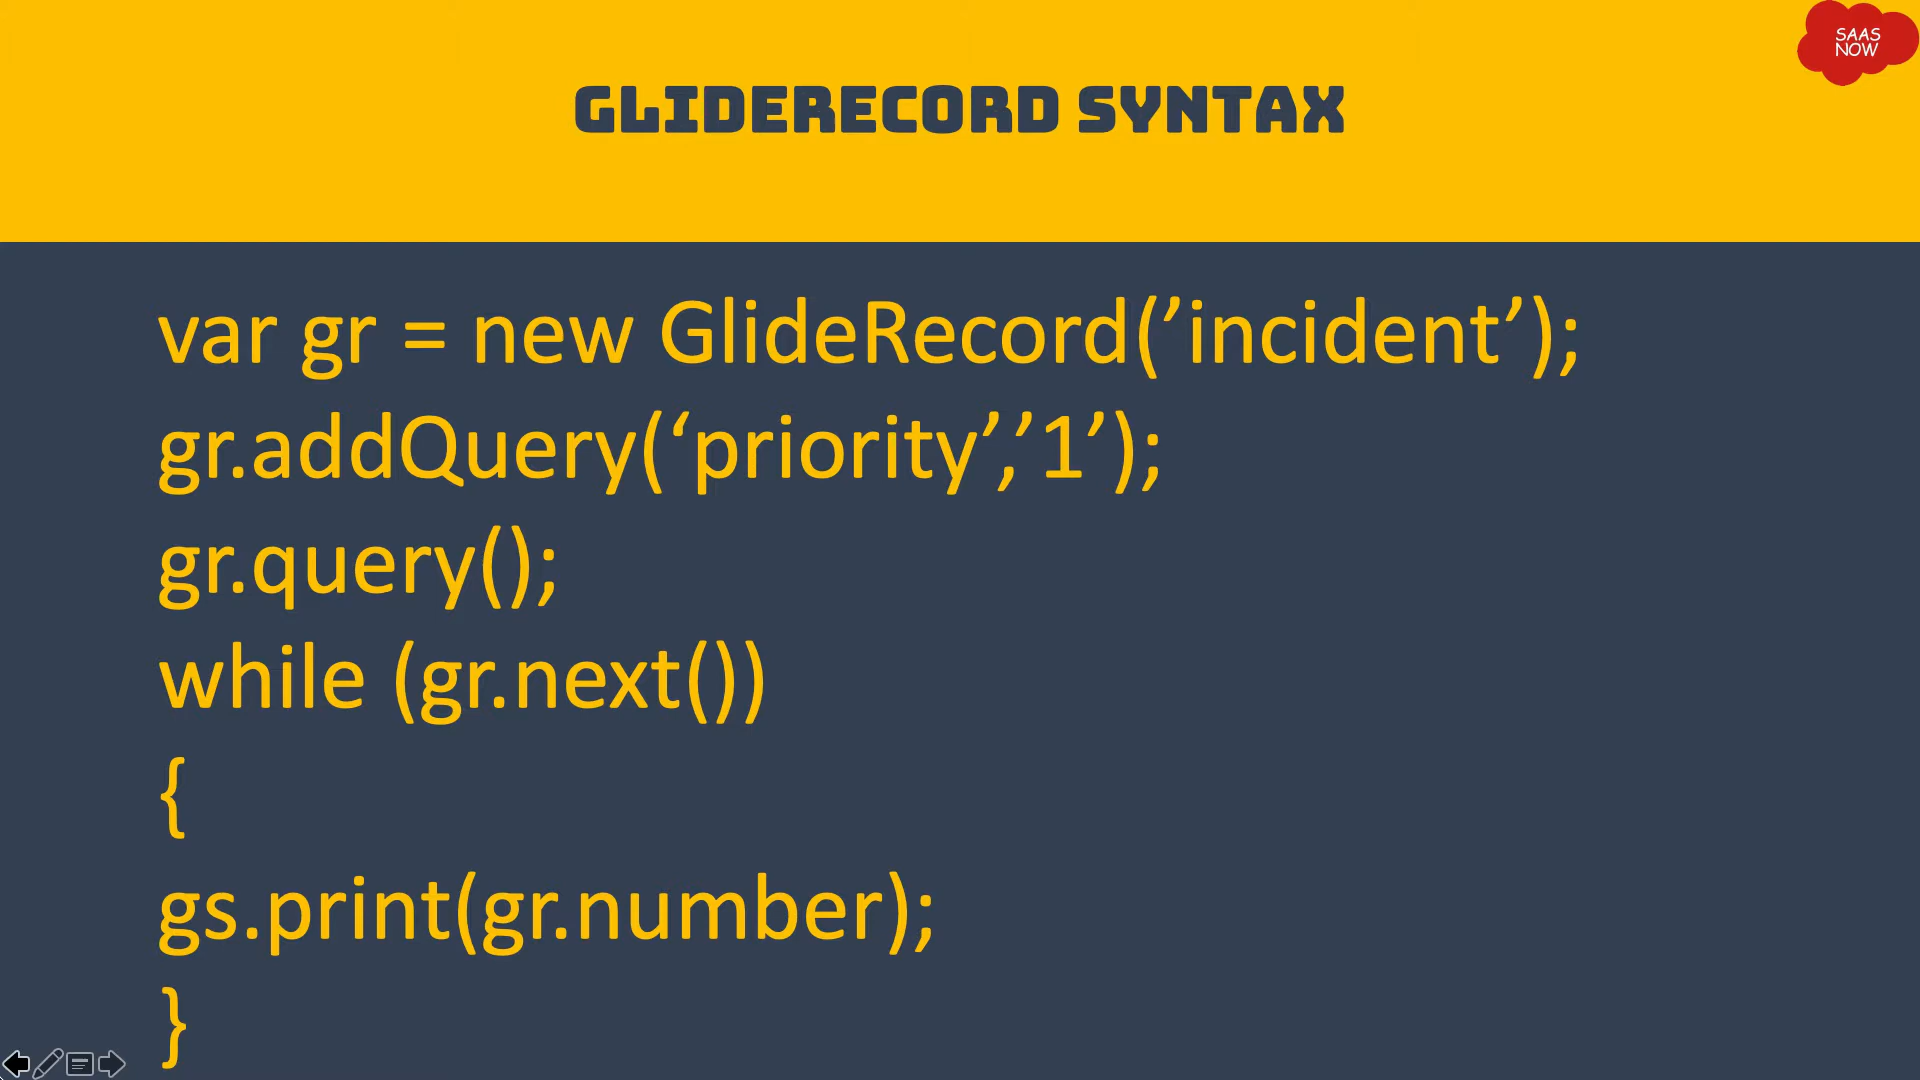 SAAS
NOW
GLIDERECORD SYNTAX
var gr = new GlideRecord(’incident’);
gr.addQuery(‘priority’,’1’);
gr.query();
while (gr.next())
{
gs.print(gr.number);
}